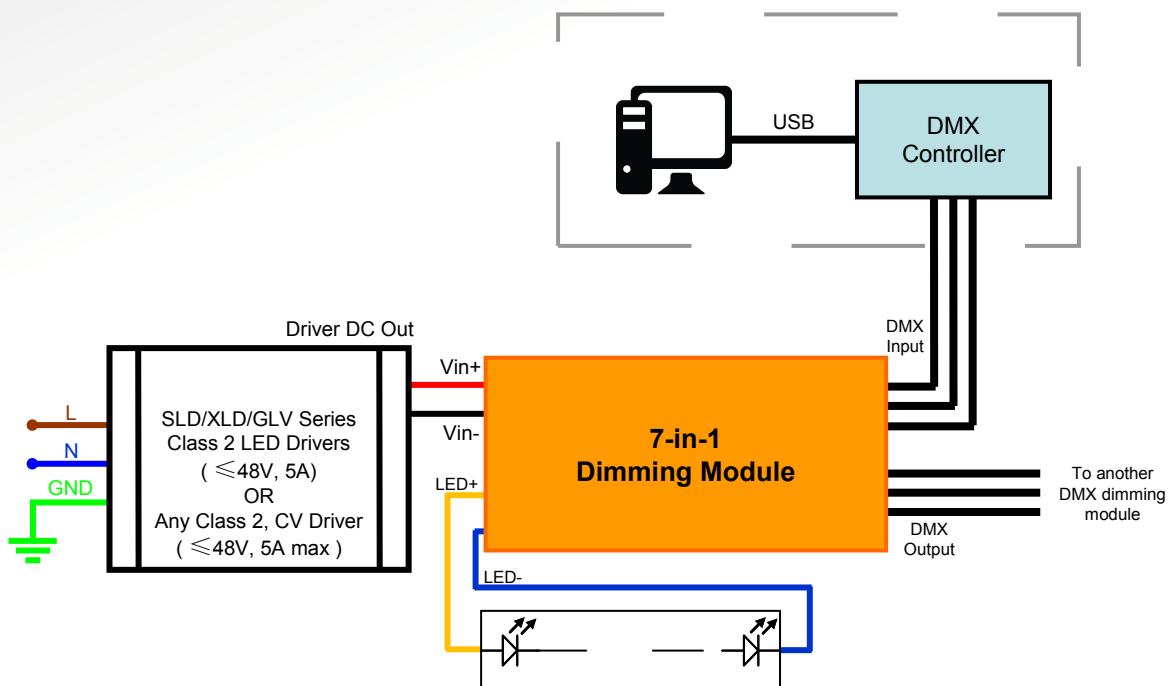 USB
DMX
Controller
DMX
Input
Driver DC Out
Vin+
Vin-
L
N
GND
SLD/XLD/GLV Series
Class 2 LED Drivers
( ≤48V, 5A)
OR
Any Class 2, CV Driver
( ≤48V, 5A max )
7-in-1
Dimming Module
LED+
LED-
To another
DMX dimming
module
DMX
Output